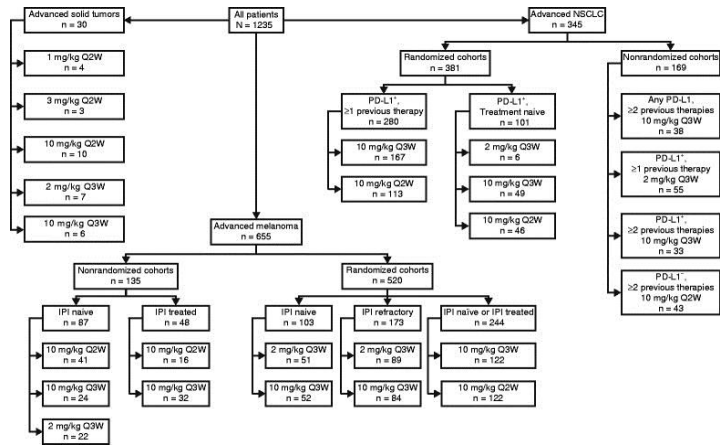 Advanced solid tumors
n = 30
All patients
N = 1235
Advanced NSCLC
n = 345
1 mg/kg Q2W
n = 4
3 mg/kg Q2W
n = 3
10 mg/kg Q2W
n = 10
2 mg/kg Q3W
n = 7
10 mg/kg Q3W
n = 6
Randomized cohorts
n = 381
PD-L1+,
≥1 previous therapy
n = 280
10 mg/kg Q3W
n = 167
10 mg/kg Q2W
n = 113
PD-L1+,
Treatment naive
n = 101
2 mg/kg Q3W
n = 6
10 mg/kg Q3W
n = 49
10 mg/kg Q2W
n = 46
Nonrandomized cohorts
n = 169
Any PD-L1,
≥2 previous therapies
10 mg/kg Q3W
n = 38
PD-L1+,
≥1 previous therapy
2 mg/kg Q3W
n = 55
PD-L1+,
≥2 previous therapies
10 mg/kg Q3W
n = 33
PD-L1−,
≥2 previous therapies
10 mg/kg Q2W
n = 43
Advanced melanoma
n = 655
Nonrandomized cohorts
n = 135
IPI naive
n = 87
10 mg/kg Q2W
n = 41
10 mg/kg Q3W
n = 24
2 mg/kg Q3W
n = 22
IPI treated
n = 48
10 mg/kg Q2W
n = 16
10 mg/kg Q3W
n = 32
Randomized cohorts
n = 520
IPI naive
n = 103
2 mg/kg Q3W
n = 51
10 mg/kg Q3W
n = 52
IPI refractory
n = 173
2 mg/kg Q3W
n = 89
10 mg/kg Q3W
n = 84
IPI naïve or IPI treated
n = 244
10 mg/kg Q3W
n = 122
10 mg/kg Q2W
n = 122